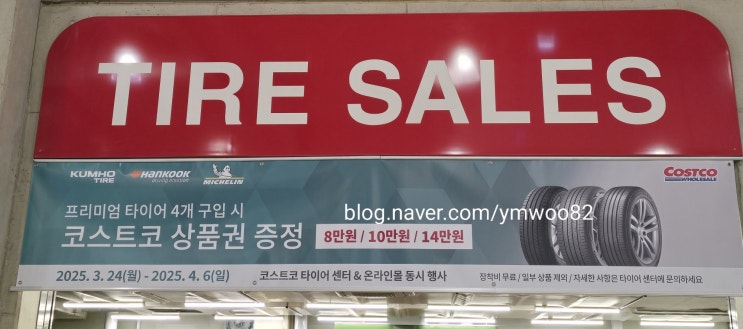 TIRE SALES
KUMHO TIRE
HANKOOK driving emotion
MICHELIN
COSTCO WHOLESALE
프리미엄 타이어 4개 구입 시
코스트코 상품권 증정 8만원 / 10만원 / 14만원
blog.naver.com/ymwoo82
2025. 3. 24(월) - 2025. 4. 6(일) 코스트코 타이어 센터 & 온라인몰 동시 행사 장착비 무료 / 일부 상품 제외 / 자세한 사항은 타이어 센터에 문의하세요